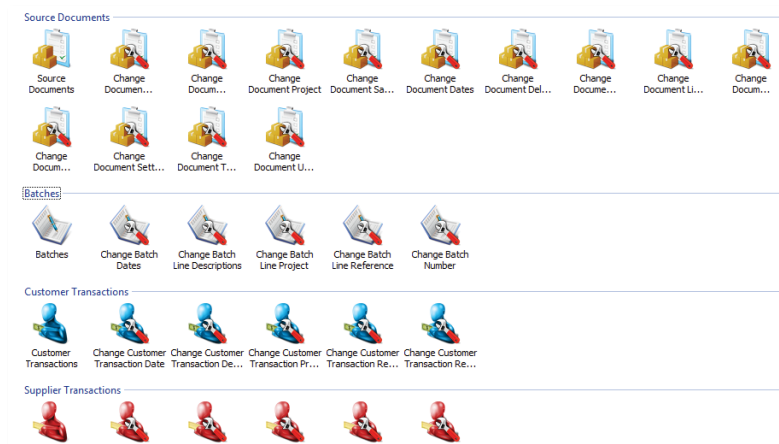 Source Documents
Source Change Change Change Change Change Change Change Change Change
Documents Documen... Docum... Document Project Document Sa... Document Dates Document Del... Docume... Document Li... Docum...
Change Change Change Change
Docum... Document Sett... Document T... Document U...
Batches
Batches Change Batch Change Batch Change Batch Change Batch Change Batch
Dates Line Descriptions Line Project Line Reference Number
Customer Transactions
Customer Change Customer Change Customer Change Customer Change Customer Change Customer
Transactions Transaction Date Transaction De... Transaction Pr... Transaction Re... Transaction Re...
Supplier Transactions